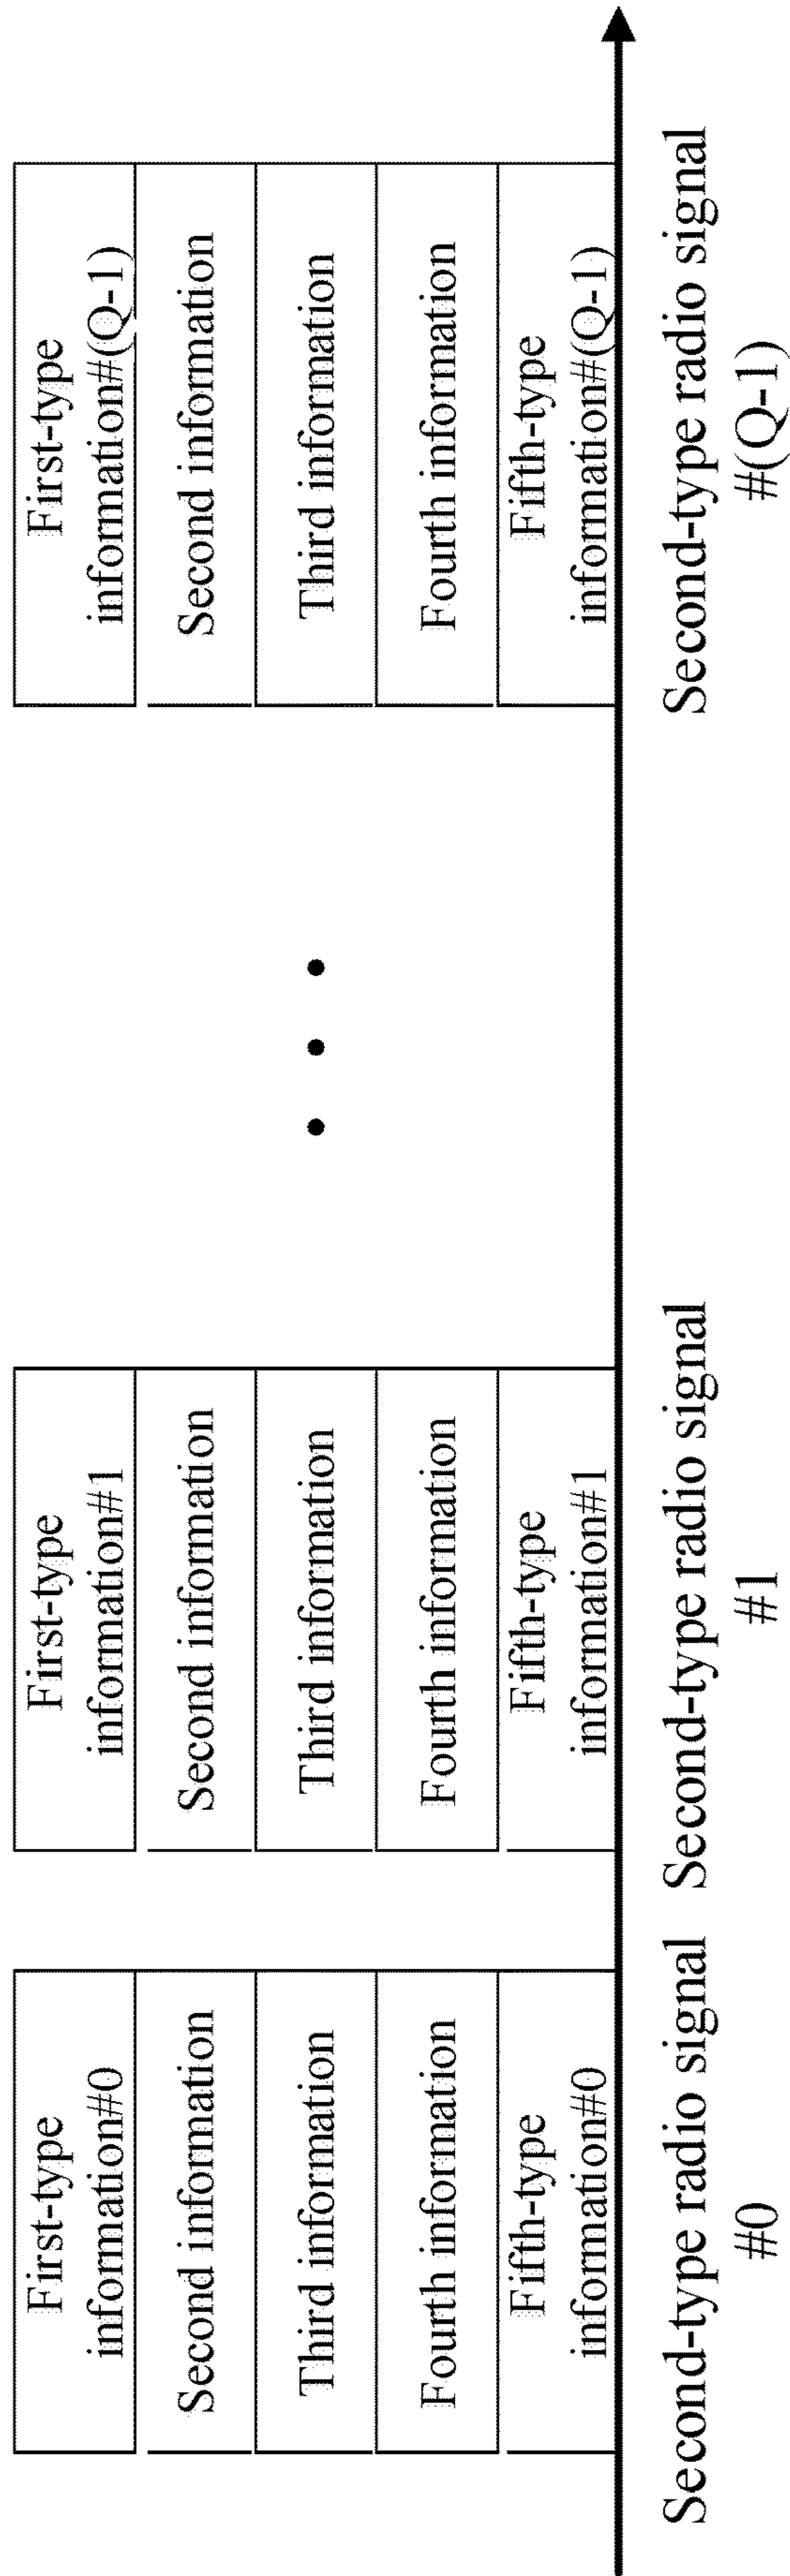 First-type
information#0
Second information
Third information
Fourth information
Fifth-type
information#0
Second-type radio signal
#0
First-type
information#1
Second information
Third information
Fourth information
Fifth-type
information#1
Second-type radio signal
#1
First-type
information#(Q-1)
Second information
Third information
Fourth information
Fifth-type
information#(Q-1)
Second-type radio signal
#(Q-1)